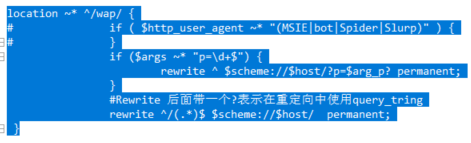 location ~* ^/wap/ {
# if ( $http_user_agent ~* "(MSIE|bot|Spider|Slurp)" ) {
# }
if ($args ~* "p=\d+$") {
rewrite ^ $scheme://$host/?p=$arg_p? permanent;
}
#Rewrite 后面带一个?表示在重定向中使用query_tring
rewrite ^/(.*)$ $scheme://$host/ permanent;
}